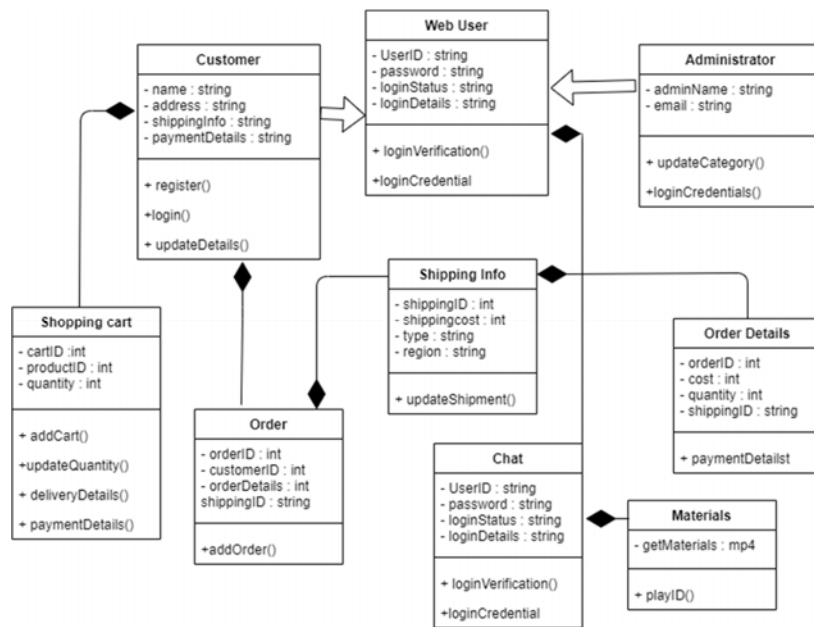 Customer
- name : string
- address : string
- shippingInfo : string
- paymentDetails : string
+ register()
+login()
+ updateDetails()
Web User
- UserID : string
- password : string
- loginStatus : string
- loginDetails : string
+ loginVerification()
+loginCredential
Administrator
- adminName : string
- email : string
+ updateCategory()
+loginCredentials()
Shopping cart
- cartID :int
- productID : int
- quantity : int
+ addCart()
+updateQuantity()
+ deliveryDetails()
+ paymentDetails()
Order
- orderID : int
- customerID : int
- orderDetails : int
shippingID : string
+addOrder()
Shipping Info
- shippingID : int
- shippingcost : int
- type : string
- region : string
+ updateShipment()
Order Details
- orderID : int
- cost : int
- quantity : int
- shippingID : string
+ paymentDetailst
Chat
- UserID : string
- password : string
- loginStatus : string
- loginDetails : string
+ loginVerification()
+loginCredential
Materials
- getMaterials : mp4
+ playID()